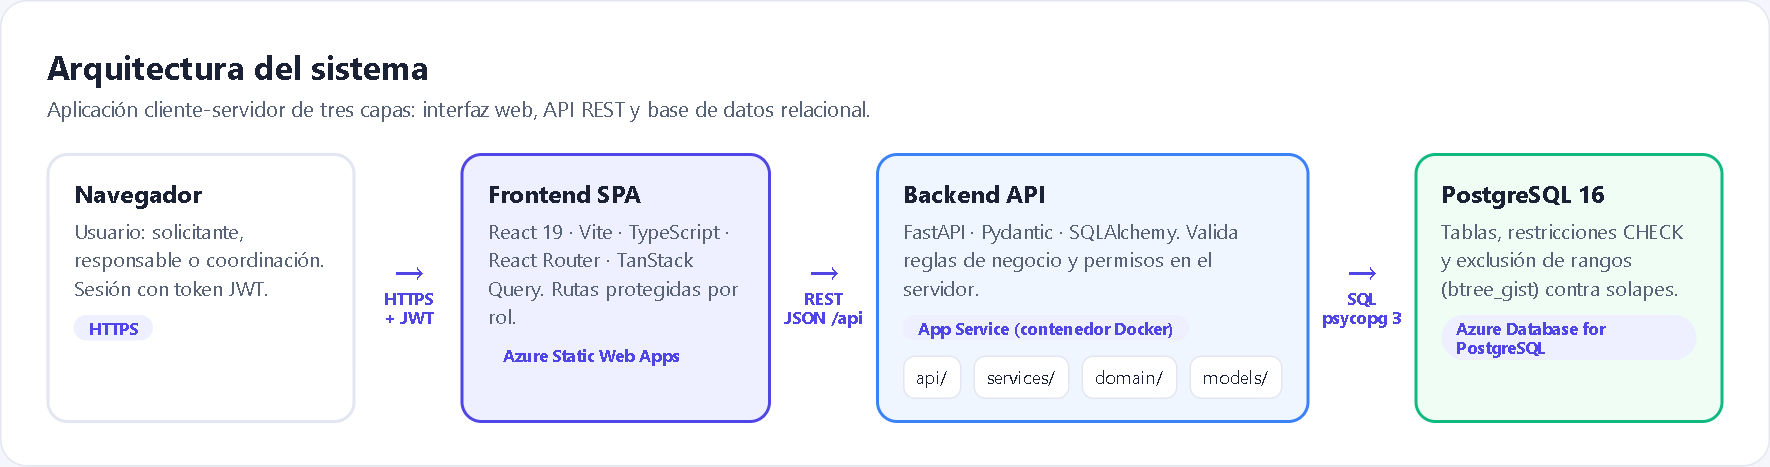 Arquitectura del sistema
Aplicación cliente-servidor de tres capas: interfaz web, API REST y base de datos relacional.
Navegador
Usuario: solicitante,
responsable o coordinación.
Sesión con token JWT.
HTTPS
→
HTTPS
+ JWT
Frontend SPA
React 19 · Vite · TypeScript ·
React Router · TanStack
Query. Rutas protegidas por
rol.
Azure Static Web Apps
→
REST
JSON /api
Backend API
FastAPI · Pydantic · SQLAlchemy. Valida
reglas de negocio y permisos en el
servidor.
App Service (contenedor Docker)
api/
services/
domain/
models/
→
SQL
psycopg 3
PostgreSQL 16
Tablas, restricciones CHECK
y exclusión de rangos
(btree_gist) contra solapes.
Azure Database for
PostgreSQL